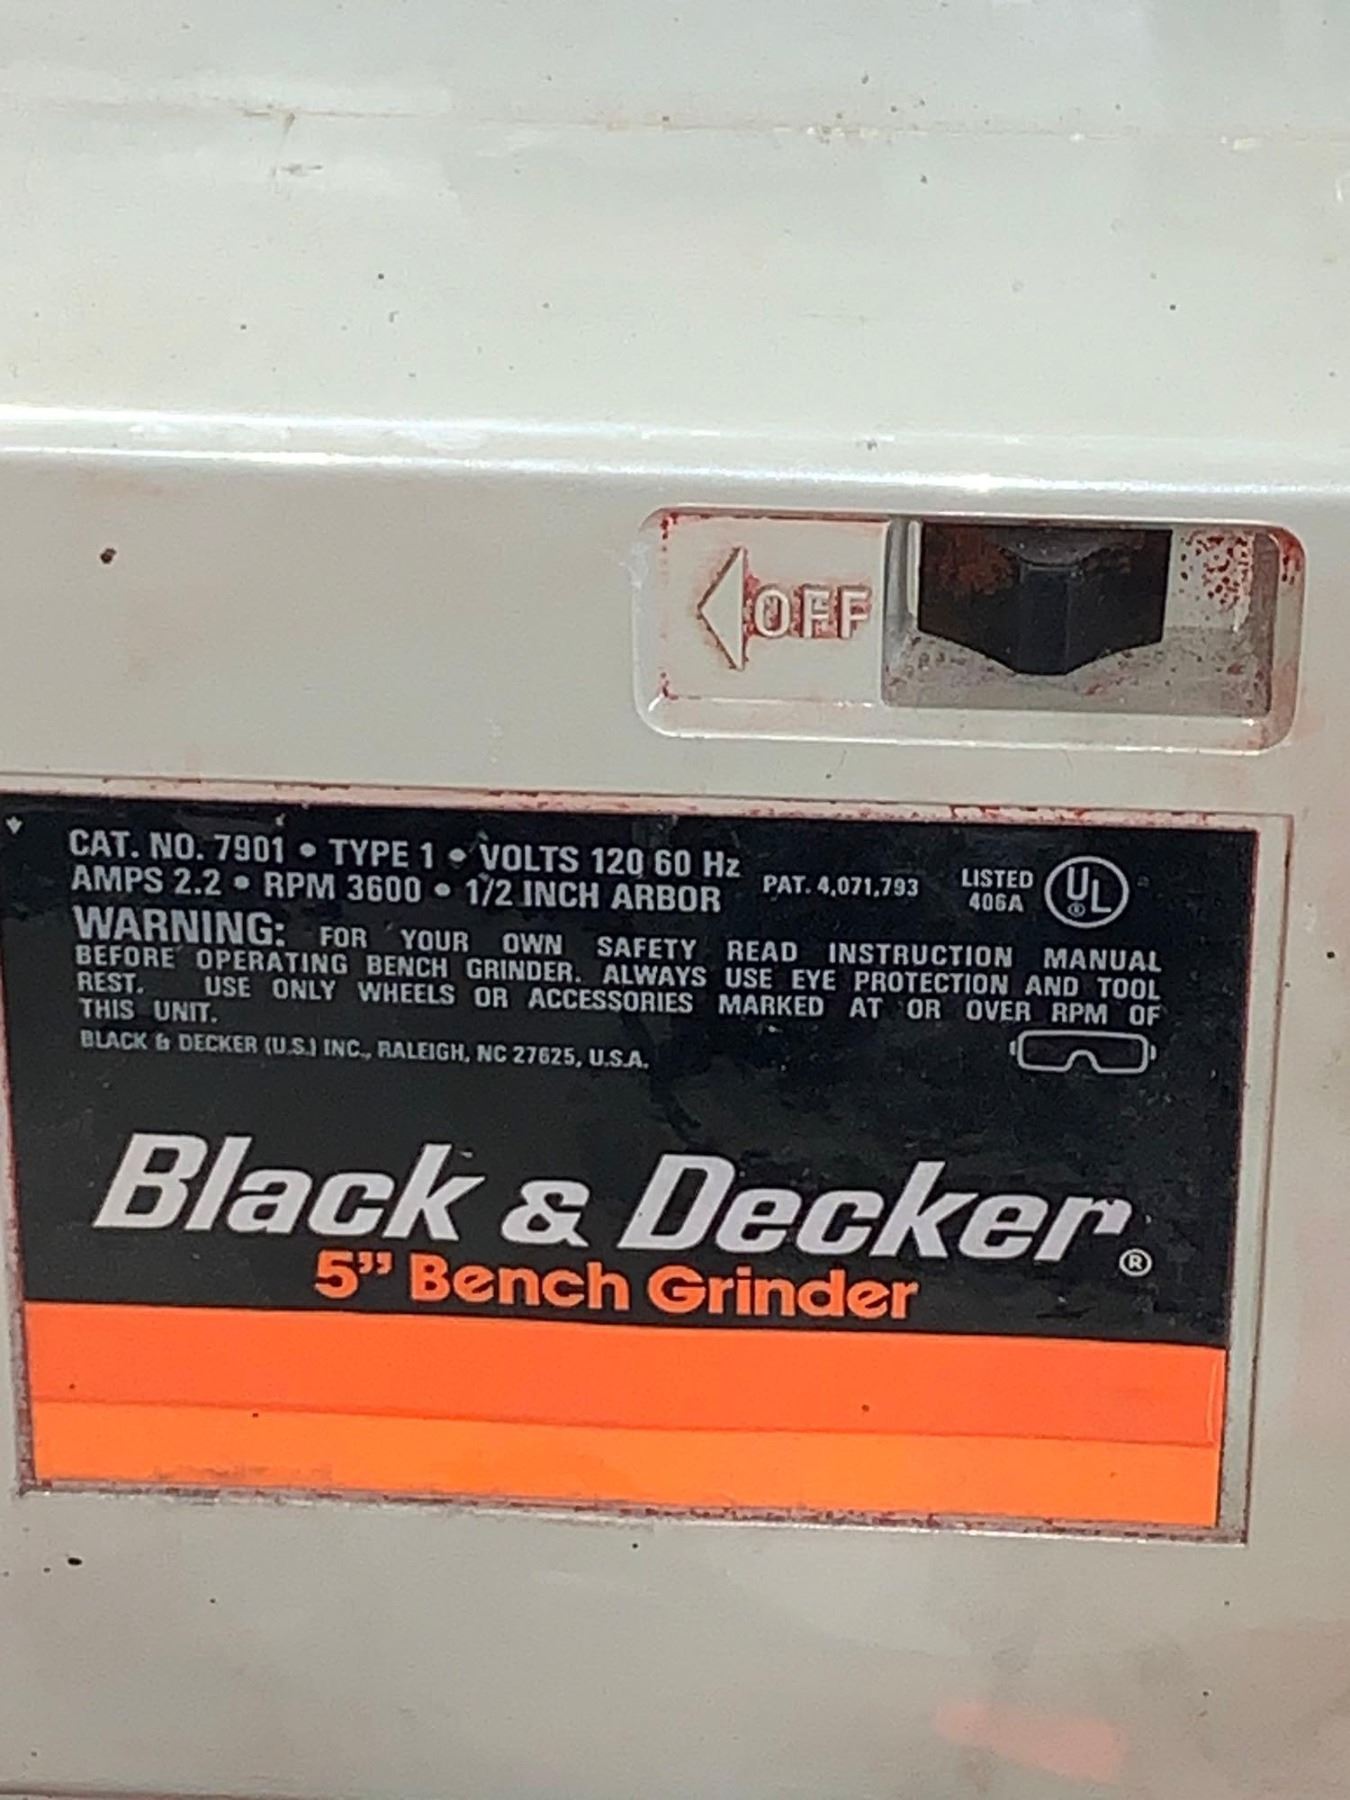 OFF
CAT. NO. 7901 • TYPE 1 • VOLTS 120 60 Hz
AMPS 2.2 • RPM 3600 • 1/2 INCH ARBOR
PAT. 4,071,793
LISTED
406A
UL
®
WARNING: FOR YOUR OWN SAFETY READ INSTRUCTION MANUAL
BEFORE OPERATING BENCH GRINDER. ALWAYS USE EYE PROTECTION AND TOOL
REST. USE ONLY WHEELS OR ACCESSORIES MARKED AT OR OVER RPM OF
THIS UNIT.
BLACK & DECKER (U.S.) INC., RALEIGH, NC 27625, U.S.A.
Black & Decker®
5” Bench Grinder